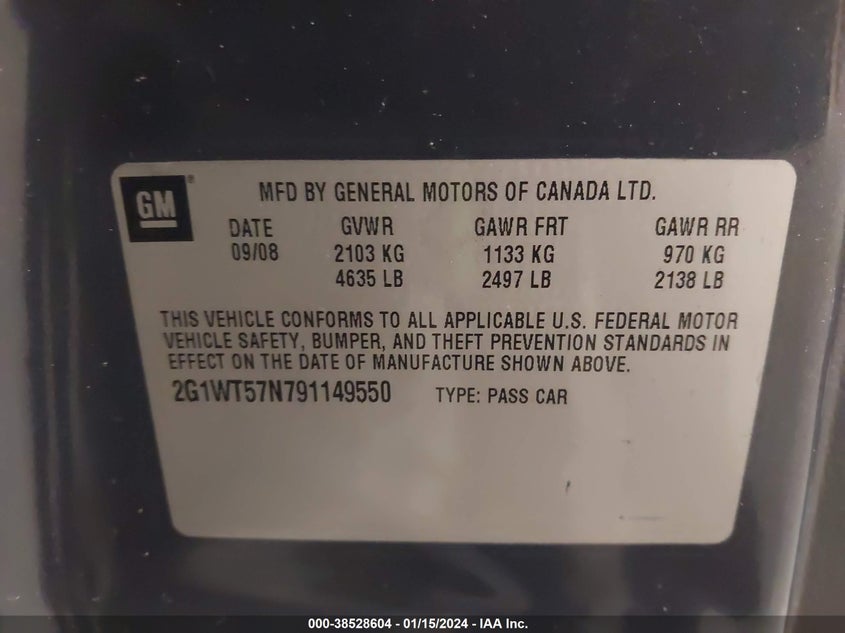 GM®
MFD BY GENERAL MOTORS OF CANADA LTD.
DATE GVWR GAWR FRT GAWR RR
09/08 2103 KG 1133 KG 970 KG
4635 LB 2497 LB 2138 LB
THIS VEHICLE CONFORMS TO ALL APPLICABLE U.S. FEDERAL MOTOR
VEHICLE SAFETY, BUMPER, AND THEFT PREVENTION STANDARDS IN
EFFECT ON THE DATE OF MANUFACTURE SHOWN ABOVE.
2G1WT57N791149550 TYPE: PASS CAR
000-38528604 - 01/15/2024 - IAA Inc.